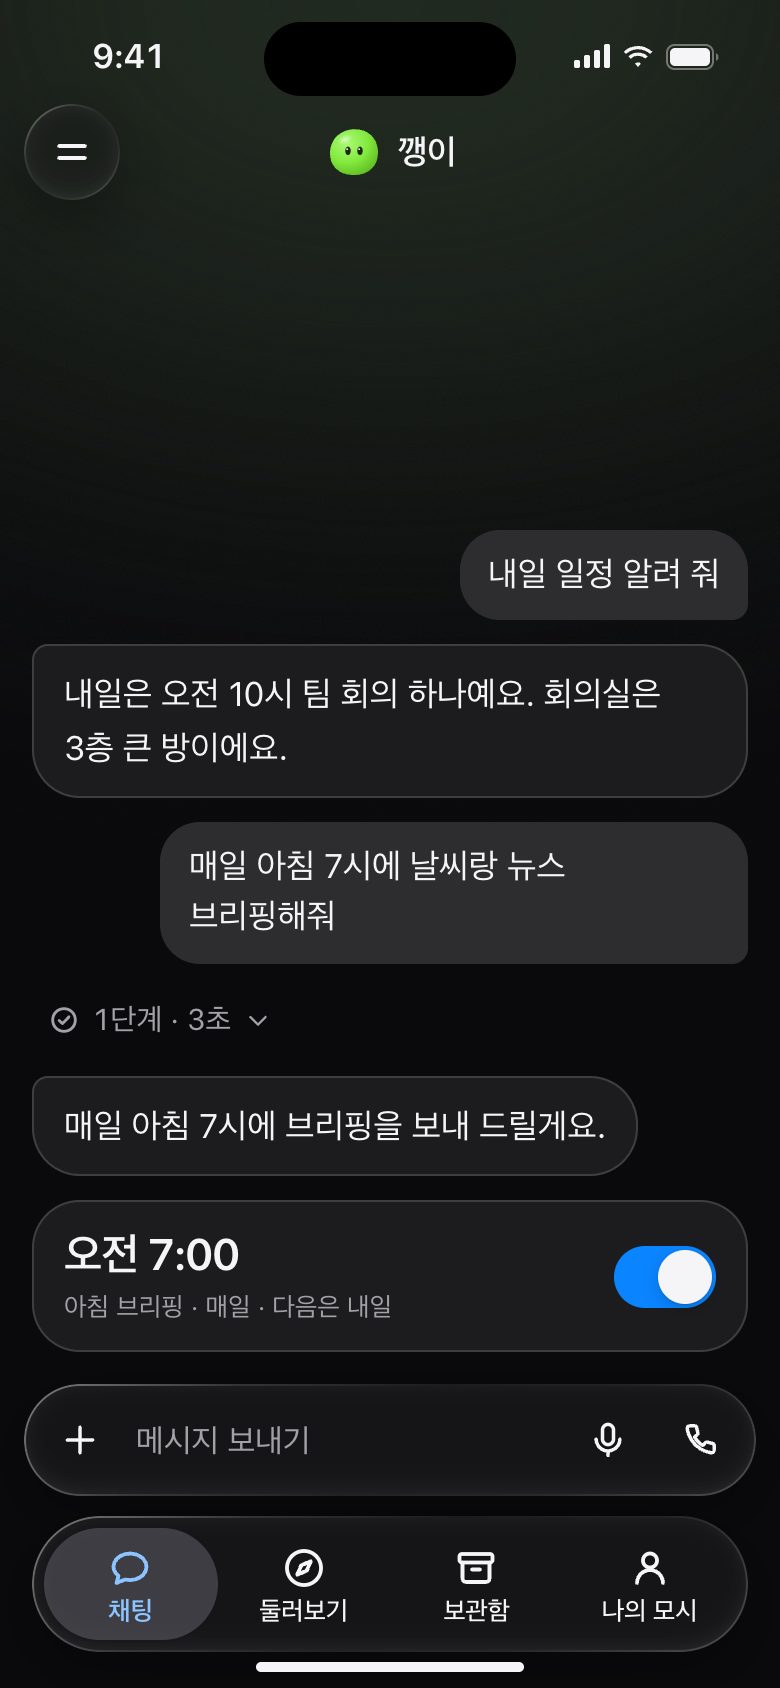 9:41
깽이
내일 일정 알려 줘
내일은 오전 10시 팀 회의 하나예요. 회의실은
3층 큰 방이에요.
매일 아침 7시에 날씨랑 뉴스
브리핑해줘
1단계 · 3초
매일 아침 7시에 브리핑을 보내 드릴게요.
오전 7:00
아침 브리핑 · 매일 · 다음은 내일
메시지 보내기
채팅
둘러보기
보관함
나의 모시